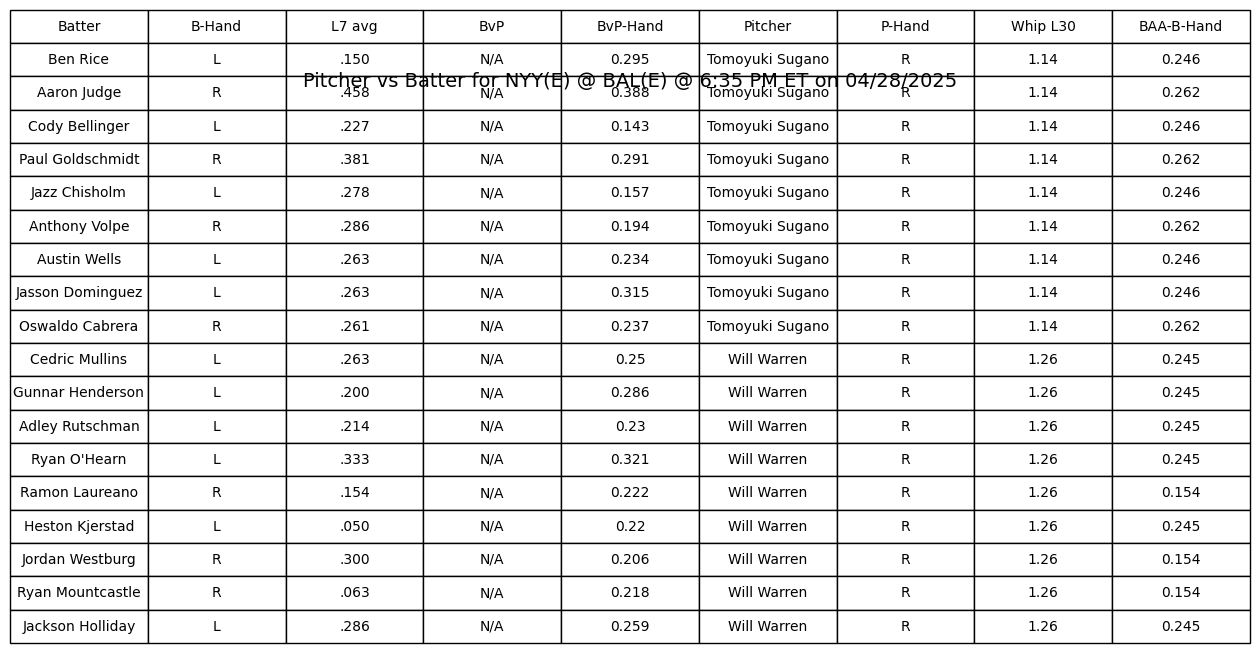 Batter B-Hand L7 avg BvP BvP-Hand Pitcher P-Hand Whip L30 BAA-B-Hand
Ben Rice L .150 N/A 0.295 Tomoyuki Sugano R 1.14 0.246
Pitcher vs Batter for NYY(E) @ BAL(E) @ 6:35 PM ET on 04/28/2025
Aaron Judge R .458 N/A 0.388 Tomoyuki Sugano R 1.14 0.262
Cody Bellinger L .227 N/A 0.143 Tomoyuki Sugano R 1.14 0.246
Paul Goldschmidt R .381 N/A 0.291 Tomoyuki Sugano R 1.14 0.262
Jazz Chisholm L .278 N/A 0.157 Tomoyuki Sugano R 1.14 0.246
Anthony Volpe R .286 N/A 0.194 Tomoyuki Sugano R 1.14 0.262
Austin Wells L .263 N/A 0.234 Tomoyuki Sugano R 1.14 0.246
Jasson Dominguez L .263 N/A 0.315 Tomoyuki Sugano R 1.14 0.246
Oswaldo Cabrera R .261 N/A 0.237 Tomoyuki Sugano R 1.14 0.262
Cedric Mullins L .263 N/A 0.25 Will Warren R 1.26 0.245
Gunnar Henderson L .200 N/A 0.286 Will Warren R 1.26 0.245
Adley Rutschman L .214 N/A 0.23 Will Warren R 1.26 0.245
Ryan O'Hearn L .333 N/A 0.321 Will Warren R 1.26 0.245
Ramon Laureano R .154 N/A 0.222 Will Warren R 1.26 0.154
Heston Kjerstad L .050 N/A 0.22 Will Warren R 1.26 0.245
Jordan Westburg R .300 N/A 0.206 Will Warren R 1.26 0.154
Ryan Mountcastle R .063 N/A 0.218 Will Warren R 1.26 0.154
Jackson Holliday L .286 N/A 0.259 Will Warren R 1.26 0.245